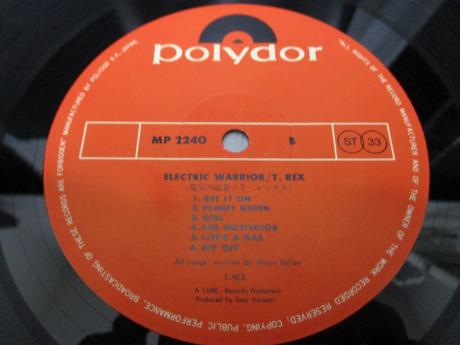 polydor
MP 2240
B
ST 33
ELECTRIC WARRIOR/T. REX
(電気の武者/T・レックス)
1. GET IT ON
2. PLANET QUEEN
3. GIRL
4. THE MOTIVATOR
5. LIFE'S A GAS
6. RIP OFF
All songs written by Marc Bolan
T. REX
A CUBE Records Production
Produced by Tony Visconti
MANUFACTURED BY POLYDOR K.K., JAPAN
"ALL RIGHTS OF THE RECORD MANUFACTURER AND OF THE OWNER OF THE WORK RECORDED RESERVED, COPYING, PUBLIC PERFORMANCE, BROADCASTING OF THESE RECORDS ARE FORBIDDEN"